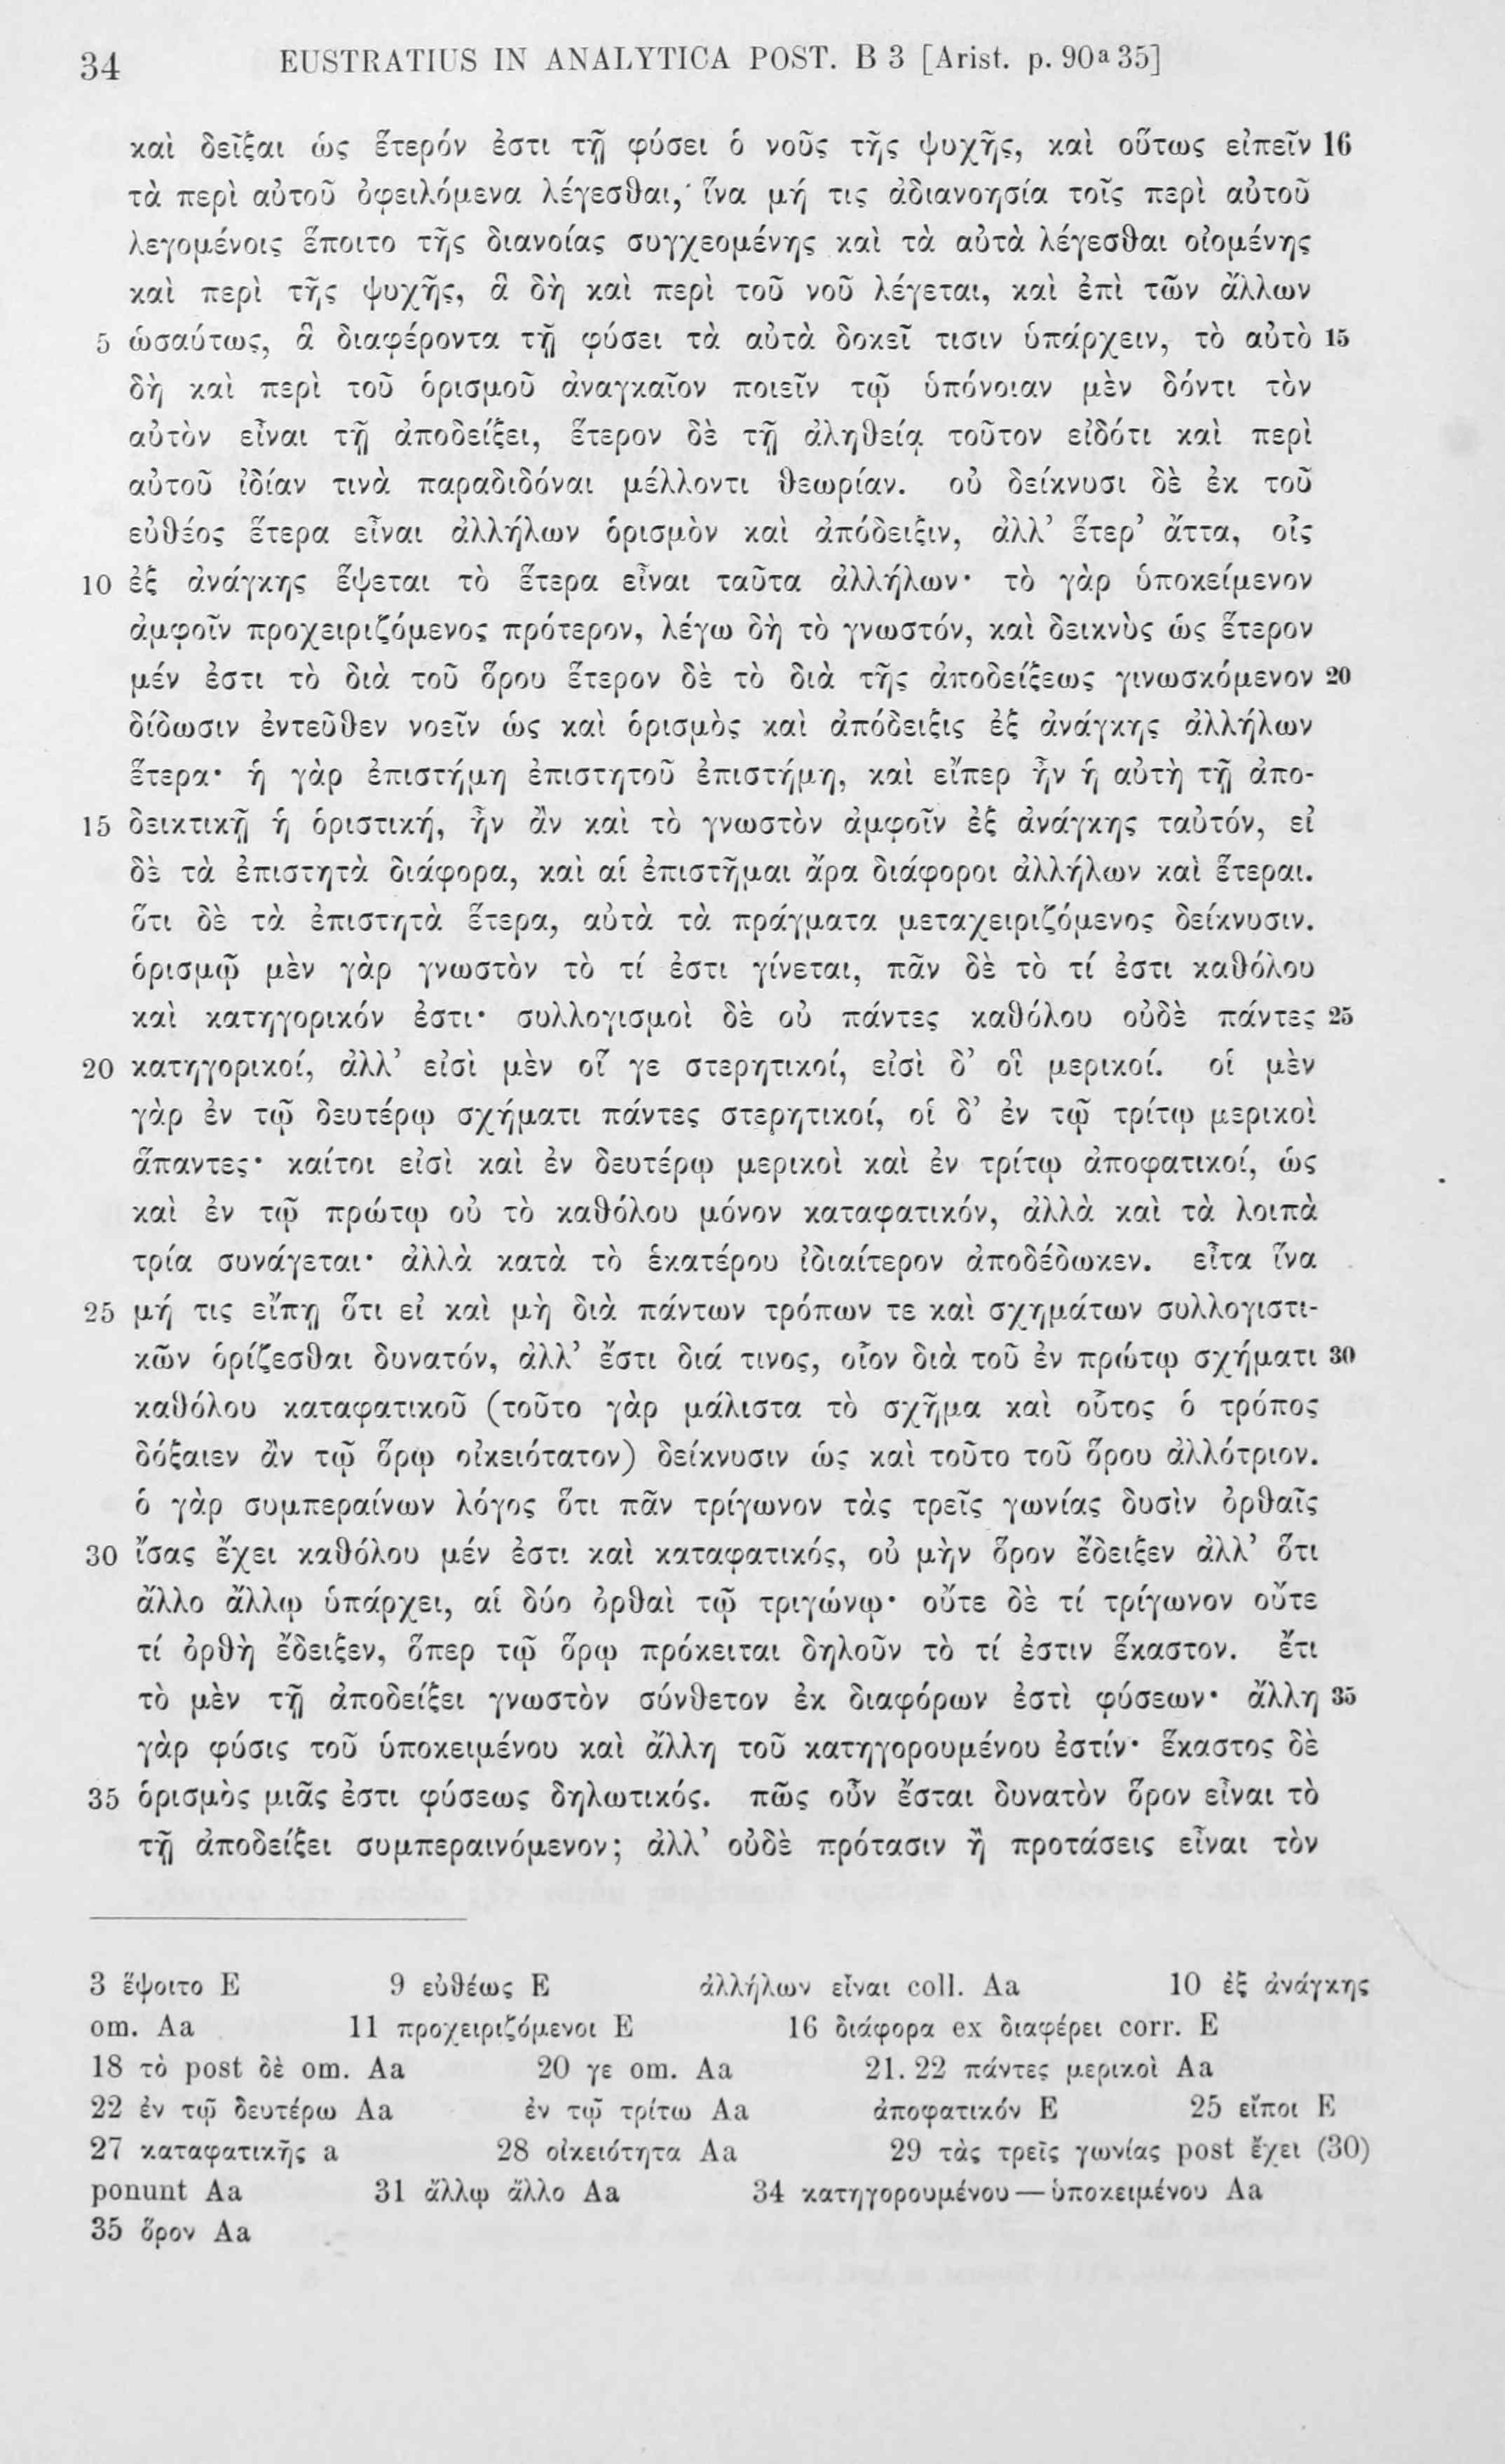 34 EUSTRATIUS IN ANALYTICA POST. B 3 [Arist. p. 90ª 35]
καὶ δεῖξαι ὡς ἕτερόν ἐστι τῇ φύσει ὁ νοῦς τῆς ψυχῆς, καὶ οὕτως εἰπεῖν 16
τὰ περὶ αὐτοῦ ὀφειλόμενα λέγεσθαι, ἵνα μή τις ἀδιανοησία τοῖς περὶ αὐτοῦ
λεγομένοις ἕποιτο τῆς διανοίας συγχεομένης καὶ τὰ αὐτὰ λέγεσθαι οἰομένης
καὶ περὶ τῆς ψυχῆς, ἃ δὴ καὶ περὶ τοῦ νοῦ λέγεται, καὶ ἐπὶ τῶν ἄλλων
5 ὡσαύτως, ἃ διαφέροντα τῇ φύσει τὰ αὐτὰ δοκεῖ τισιν ὑπάρχειν, τὸ αὐτὸ 15
δὴ καὶ περὶ τοῦ ὁρισμοῦ ἀναγκαῖον ποιεῖν τῷ ὑπόνοιαν μὲν δόντι τὸν
αὐτὸν εἶναι τῇ ἀποδείξει, ἕτερον δὲ τῇ ἀληθείᾳ τοῦτον εἰδότι καὶ περὶ
αὐτοῦ ἰδίαν τινὰ παραδιδόναι μέλλοντι θεωρίαν. οὐ δείκνυσι δὲ ἐκ τοῦ
εὐθέος ἕτερα εἶναι ἀλλήλων ὁρισμὸν καὶ ἀπόδειξιν, ἀλλ’ ἕτερ’ ἄττα, οἷς
10 ἐξ ἀνάγκης ἕψεται τὸ ἕτερα εἶναι ταῦτα ἀλλήλων· τὸ γὰρ ὑποκείμενον
ἀμφοῖν προχειριζόμενος πρότερον, λέγω δὴ τὸ γνωστόν, καὶ δεικνὺς ὡς ἕτερον
μέν ἐστι τὸ διὰ τοῦ ὅρου ἕτερον δὲ τὸ διὰ τῆς ἀποδείξεως γινωσκόμενον 20
δίδωσιν ἐντεῦθεν νοεῖν ὡς καὶ ὁρισμὸς καὶ ἀπόδειξις ἐξ ἀνάγκης ἀλλήλων
ἕτερα· ἡ γὰρ ἐπιστήμη ἐπιστητοῦ ἐπιστήμη, καὶ εἴπερ ἦν ἡ αὐτὴ τῇ ἀπο-
15 δεικτικῇ ἡ ὁριστική, ἦν ἂν καὶ τὸ γνωστὸν ἀμφοῖν ἐξ ἀνάγκης ταὐτόν, εἰ
δὲ τὰ ἐπιστητὰ διάφορα, καὶ αἱ ἐπιστῆμαι ἄρα διάφοροι ἀλλήλων καὶ ἕτεραι.
ὅτι δὲ τὰ ἐπιστητὰ ἕτερα, αὐτὰ τὰ πράγματα μεταχειριζόμενος δείκνυσιν.
ὁρισμῷ μὲν γὰρ γνωστὸν τὸ τί ἐστι γίνεται, πᾶν δὲ τὸ τί ἐστι καθόλου
καὶ κατηγορικόν ἐστι· συλλογισμοὶ δὲ οὐ πάντες καθόλου οὐδὲ πάντες 25
20 κατηγορικοί, ἀλλ’ εἰσὶ μὲν οἵ γε στερητικοί, εἰσὶ δ’ οἳ μερικοί. οἱ μὲν
γὰρ ἐν τῷ δευτέρῳ σχήματι πάντες στερητικοί, οἱ δ’ ἐν τῷ τρίτῳ μερικοὶ
ἅπαντες· καίτοι εἰσὶ καὶ ἐν δευτέρῳ μερικοὶ καὶ ἐν τρίτῳ ἀποφατικοί, ὡς
καὶ ἐν τῷ πρώτῳ οὐ τὸ καθόλου μόνον καταφατικόν, ἀλλὰ καὶ τὰ λοιπὰ
τρία συνάγεται· ἀλλὰ κατὰ τὸ ἑκατέρου ἰδιαίτερον ἀποδέδωκεν. εἶτα ἵνα
25 μή τις εἴπῃ ὅτι εἰ καὶ μὴ διὰ πάντων τρόπων τε καὶ σχημάτων συλλογιστι-
κῶν ὁρίζεσθαι δυνατόν, ἀλλ’ ἔστι διά τινος, οἷον διὰ τοῦ ἐν πρώτῳ σχήματι 30
καθόλου καταφατικοῦ (τοῦτο γὰρ μάλιστα τὸ σχῆμα καὶ οὗτος ὁ τρόπος
δόξαιεν ἂν τῷ ὅρῳ οἰκειότατον) δείκνυσιν ὡς καὶ τοῦτο τοῦ ὅρου ἀλλότριον.
ὁ γὰρ συμπεραίνων λόγος ὅτι πᾶν τρίγωνον τὰς τρεῖς γωνίας δυσὶν ὀρθαῖς
30 ἴσας ἔχει καθόλου μέν ἐστι καὶ καταφατικός, οὐ μὴν ὅρον ἔδειξεν ἀλλ’ ὅτι
ἄλλο ἄλλῳ ὑπάρχει, αἱ δύο ὀρθαὶ τῷ τριγώνῳ· οὔτε δὲ τί τρίγωνον οὔτε
τί ὀρθὴ ἔδειξεν, ὅπερ τῷ ὅρῳ πρόκειται δηλοῦν τὸ τί ἐστιν ἕκαστον. ἔτι
τὸ μὲν τῇ ἀποδείξει γνωστὸν σύνθετον ἐκ διαφόρων ἐστὶ φύσεων· ἄλλη 35
γὰρ φύσις τοῦ ὑποκειμένου καὶ ἄλλη τοῦ κατηγορουμένου ἐστίν· ἕκαστος δὲ
35 ὁρισμὸς μιᾶς ἐστι φύσεως δηλωτικός. πῶς οὖν ἔσται δυνατὸν ὅρον εἶναι τὸ
τῇ ἀποδείξει συμπεραινόμενον; ἀλλ’ οὐδὲ πρότασιν ἢ προτάσεις εἶναι τὸν
3 ἕψοιτο E 9 εὐθέως E ἀλλήλων εἶναι coll. Aa 10 ἐξ ἀνάγκης
om. Aa 11 προχειριζόμενοι E 16 διάφορα ex διαφέρει corr. E
18 τὸ post δὲ om. Aa 20 γε om. Aa 21. 22 πάντες μερικοὶ Aa
22 ἐν τῷ δευτέρω Aa ἐν τῷ τρίτω Aa ἀποφατικόν E 25 εἴποι E
27 καταφατικῆς a 28 οἰκειότητα Aa 29 τὰς τρεῖς γωνίας post ἔχει (30)
ponunt Aa 31 ἄλλῳ ἄλλο Aa 34 κατηγορουμένου — ὑποκειμένου Aa
35 ὅρον Aa